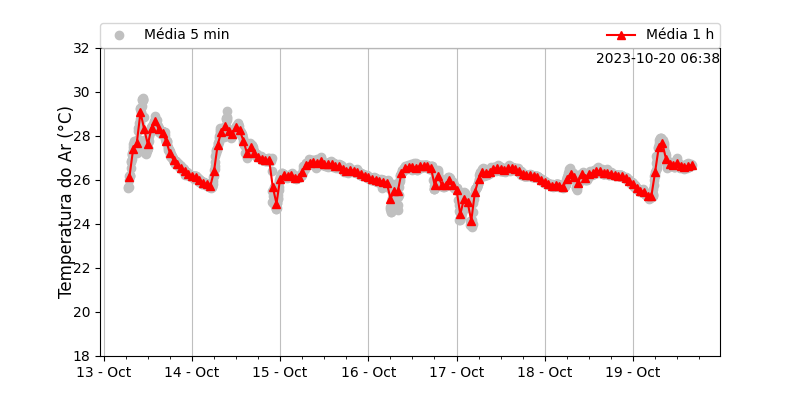 Média 5 min
Média 1 h
2023-10-20 06:38
Temperatura do Ar (°C)
32
30
28
26
24
22
20
18
13 - Oct
14 - Oct
15 - Oct
16 - Oct
17 - Oct
18 - Oct
19 - Oct